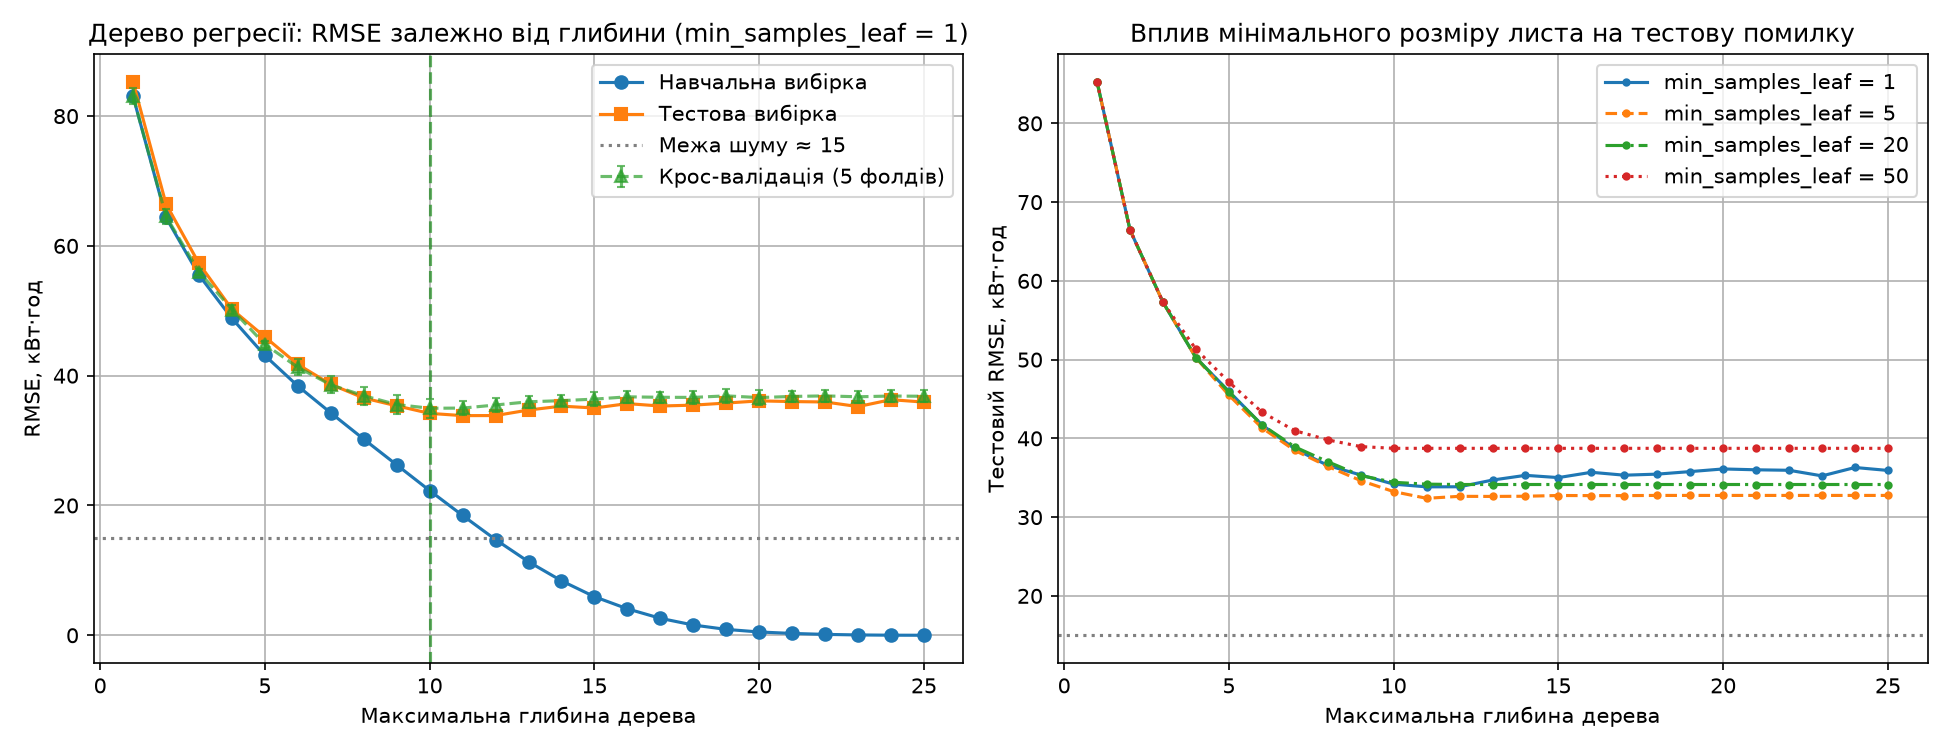 Дерево регресії: RMSE залежно від глибини (min_samples_leaf = 1)
RMSE, кВт·год
80
60
40
20
0
Навчальна вибірка
Тестова вибірка
Межа шуму ≈ 15
Крос-валідація (5 фолдів)
0
5
10
15
20
25
Максимальна глибина дерева
Вплив мінімального розміру листа на тестову помилку
Тестовий RMSE, кВт·год
80
70
60
50
40
30
20
min_samples_leaf = 1
min_samples_leaf = 5
min_samples_leaf = 20
min_samples_leaf = 50
0
5
10
15
20
25
Максимальна глибина дерева